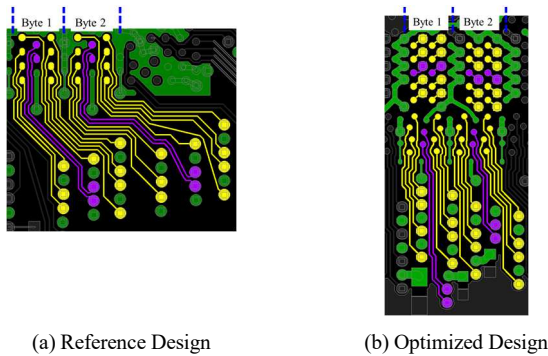 Byte 1 Byte 2
Byte 1 Byte 2
(a) Reference Design
(b) Optimized Design